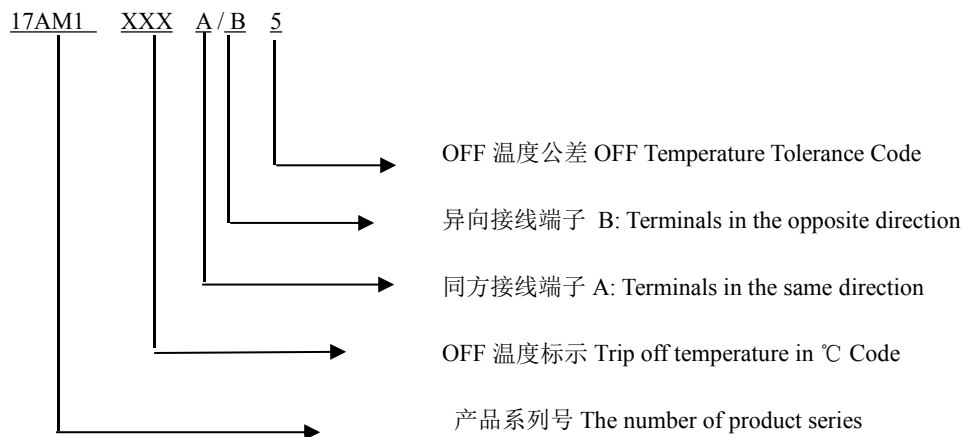 17AM1 XXX A / B 5
OFF 温度公差 OFF Temperature Tolerance Code
异向接线端子 B: Terminals in the opposite direction
同方接线端子 A: Terminals in the same direction
OFF 温度标示 Trip off temperature in ℃ Code
产品系列号 The number of product series